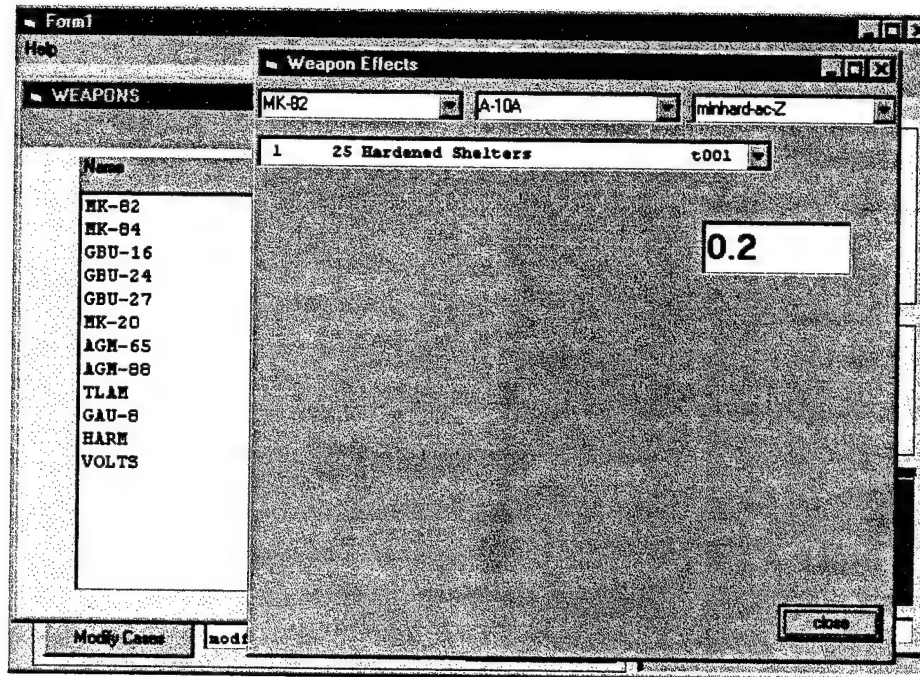 Form1
Help
Weapon Effects
WEAPONS
MK-82
A-10A
minhard-ac-Z
1 25 Hardened Shelters t001
Name
MK-82
MK-84
GBU-16
GBU-24
GBU-27
MK-20
AGM-65
AGM-88
TLAM
GAU-8
HARM
VOLTS
0.2
close
Modify Cases
modf